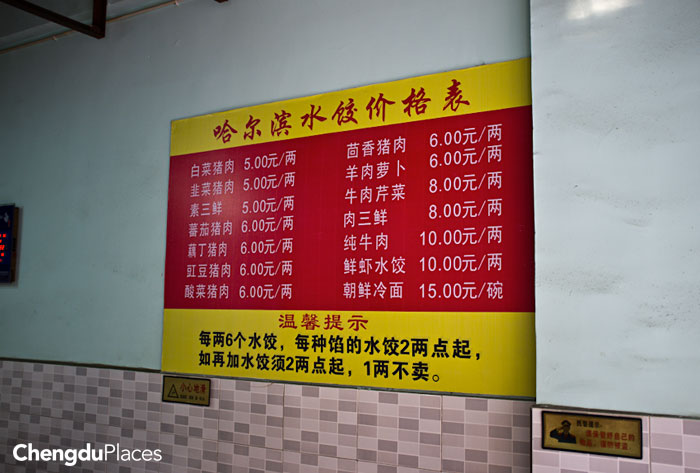 哈尔滨水饺价格表
白菜猪肉 5.00元/两
韭菜猪肉 5.00元/两
素三鲜 5.00元/两
蕃茄猪肉 6.00元/两
藕丁猪肉 6.00元/两
豇豆猪肉 6.00元/两
酸菜猪肉 6.00元/两
茴香猪肉 6.00元/两
羊肉萝卜 6.00元/两
牛肉芹菜 8.00元/两
肉三鲜 8.00元/两
纯牛肉 10.00元/两
鲜虾水饺 10.00元/两
朝鲜冷面 15.00元/碗
温馨提示
每两6个水饺，每种馅的水饺2两点起，
如再加水饺须2两点起，1两不卖。
小心地滑
ChengduPlaces